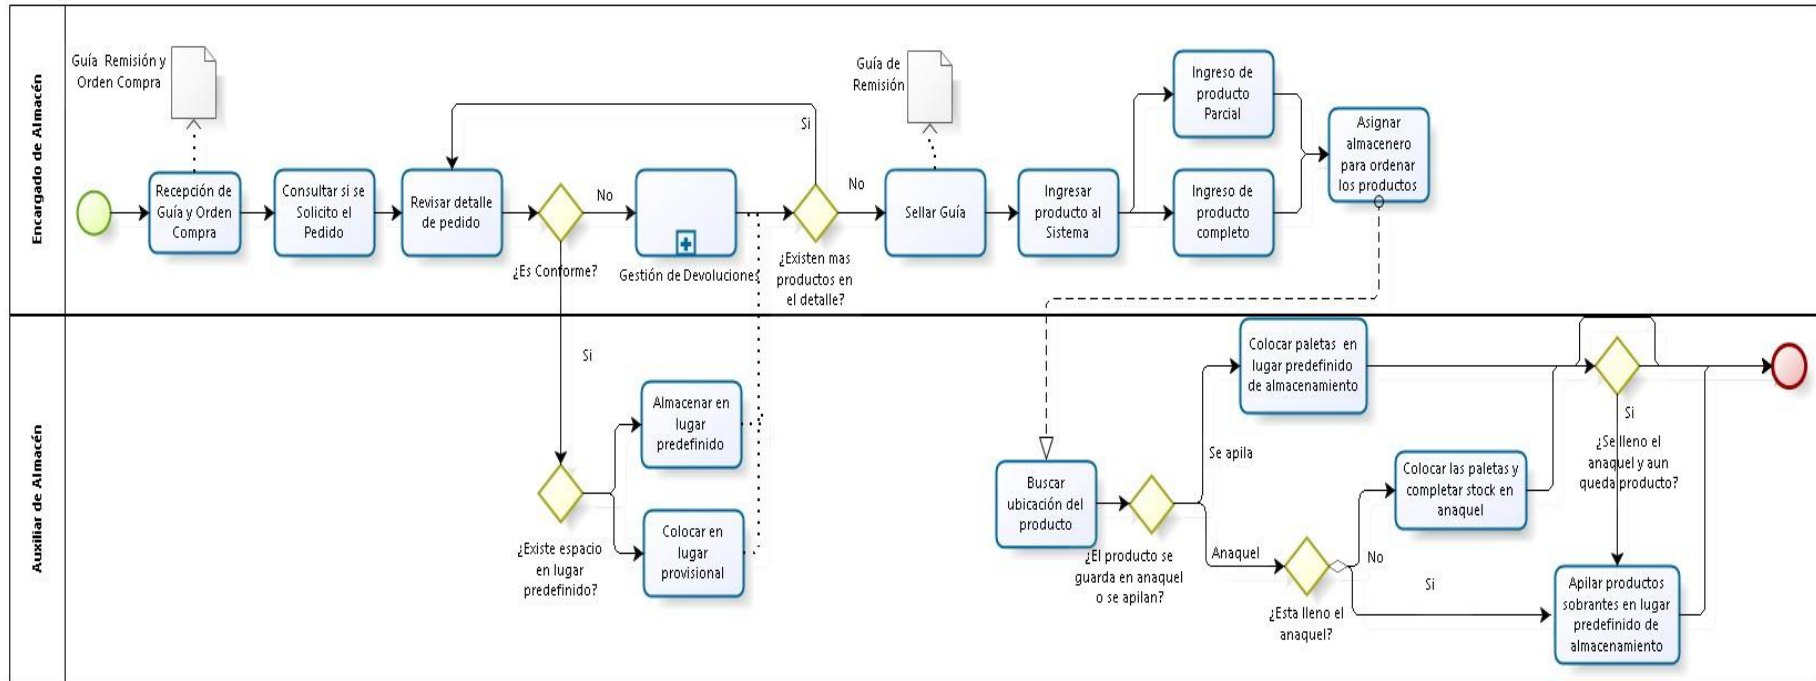 Encargado de Almacén
Guía Remisión y
Orden Compra
Recepción de
Guía y Orden
Compra
Consultar si se
Solicito el
Pedido
Revisar detalle
de pedido
¿Es Conforme?
No
Gestión de Devoluciones
Si
¿Existen mas
productos en
el detalle?
No
Guía de
Remisión
Sellar Guía
Ingresar
producto al
Sistema
Ingreso de
producto
Parcial
Ingreso de
producto
completo
Asignar
almacenero
para ordenar
los productos
Auxiliar de Almacén
Si
¿Existe espacio
en lugar
predefinido?
Almacenar en
lugar
predefinido
Colocar en
lugar
provisional
Buscar
ubicación del
producto
¿El producto se
guarda en anaquel
o se apilan?
Se apila
Colocar paletas en
lugar predefinido
de almacenamiento
Anaquel
¿Esta lleno el
anaquel?
No
Colocar las paletas y
completar stock en
anaquel
Si
Si
¿Se lleno el
anaquel y aun
queda producto?
Apilar productos
sobrantes en lugar
predefinido de
almacenamiento